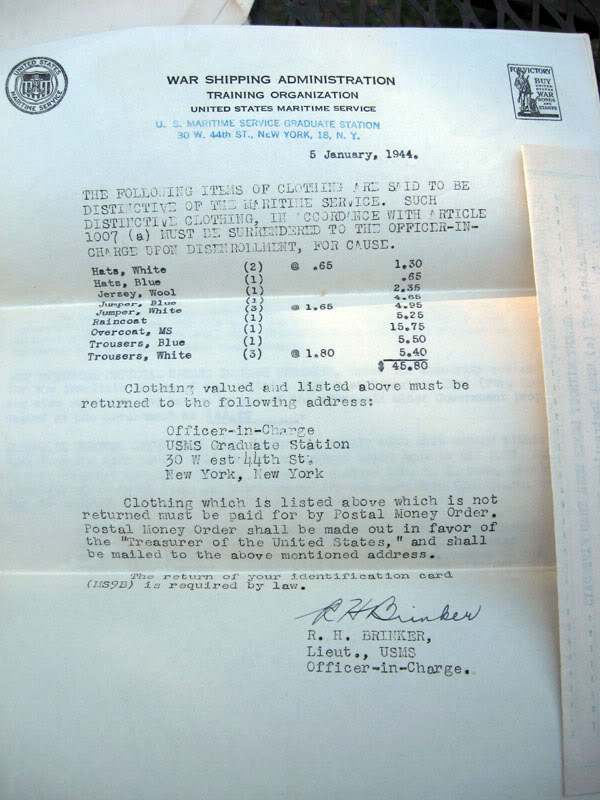 UNITED STATES
MARITIME SERVICE
WAR SHIPPING ADMINISTRATION
TRAINING ORGANIZATION
UNITED STATES MARITIME SERVICE
U. S. MARITIME SERVICE GRADUATE STATION
30 W. 44th ST., NEW YORK, 18, N. Y.
FOR VICTORY
BUY
UNITED
STATES
WAR
BONDS
AND
STAMPS
5 January, 1944.
THE FOLLOWING ITEMS OF CLOTHING ARE SAID TO BE
DISTINCTIVE OF THE MARITIME SERVICE. SUCH
DISTINCTIVE CLOTHING, IN ACCORDANCE WITH ARTICLE
1007 (a) MUST BE SURRENDERED TO THE OFFICER-IN-
CHARGE UPON DISENROLLMENT, FOR CAUSE.
Hats, White (2) @ .65 1.30
Hats, Blue (1) .65
Jersey, Wool (1) 2.35
Jumper, Blue (1) 4.65
Jumper, White (3) @ 1.65 4.95
Raincoat (1) 5.25
Overcoat, MS (1) 15.75
Trousers, Blue (1) 5.50
Trousers, White (3) @ 1.80 5.40
$ 45.80
Clothing valued and listed above must be
returned to the following address:
Officer-in-Charge
USMS Graduate Station
30 West 44th St.,
New York, New York
Clothing which is listed above which is not
returned must be paid for by Postal Money Order.
Postal Money Order shall be made out in favor of
the "Treasurer of the United States," and shall
be mailed to the above mentioned address.
The return of your identification card
(MS9B) is required by law.
R H Brinker
R. H. BRINKER,
Lieut., USMS
Officer-in-Charge.